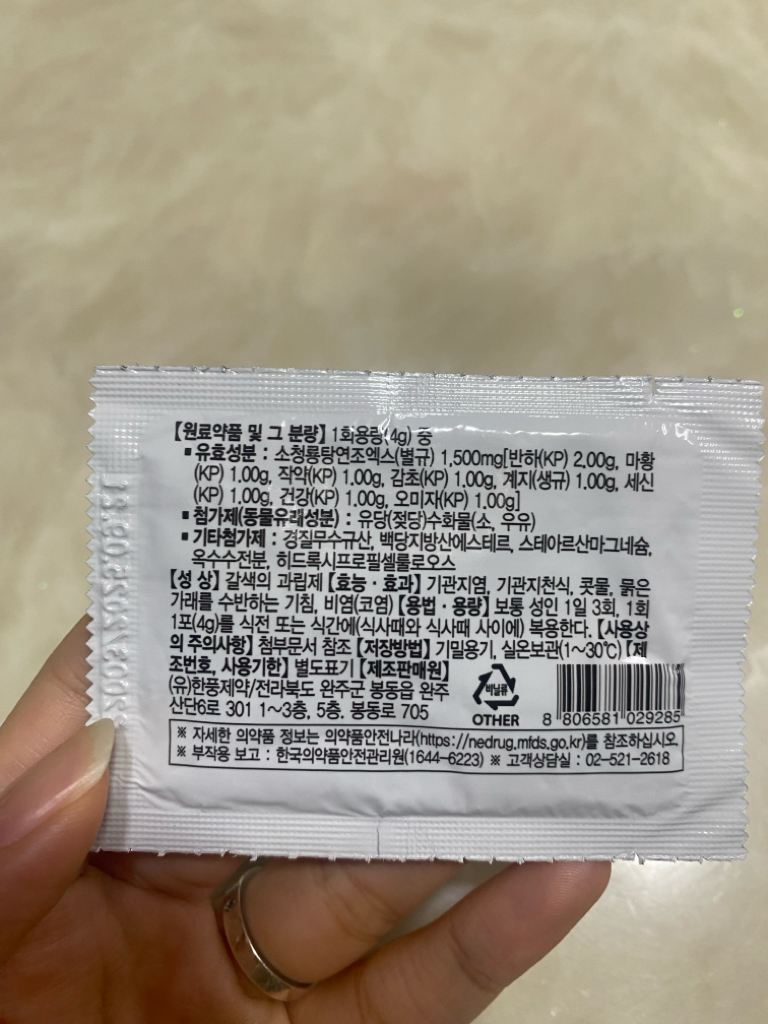 【원료약품 및 그 분량】 1회용량(4g) 중
▪유효성분 : 소청룡탕연조엑스(별규) 1,500mg[반하(KP) 2.00g, 마황
(KP) 1.00g, 작약(KP) 1.00g, 감초(KP) 1.00g, 계지(생규) 1.00g, 세신
(KP) 1.00g, 건강(KP) 1.00g, 오미자(KP) 1.00g]
▪첨가제(동물유래성분) : 유당(젖당)수화물(소, 우유)
▪기타첨가제 : 경질무수규산, 백당지방산에스테르, 스테아르산마그네슘,
옥수수전분, 히드록시프로필셀룰로오스
【성 상】 갈색의 과립제 【효능 · 효과】 기관지염, 기관지천식, 콧물, 묽은
가래를 수반하는 기침, 비염(코염) 【용법 · 용량】 보통 성인 1일 3회, 1회
1포(4g)를 식전 또는 식간에(식사때와 식사때 사이에) 복용한다. 【사용상
의 주의사항】 첨부문서 참조 【저장방법】 기밀용기, 실온보관(1~30℃) 【제
조번호, 사용기한】 별도표기 【제조판매원】
(유)한풍제약/전라북도 완주군 봉동읍 완주
산단6로 301 1~3층, 5층. 봉동로 705
비닐류
OTHER
8 806581 029285
※ 자세한 의약품 정보는 의약품안전나라(https://nedrug.mfds.go.kr)를 참조하십시오.
※ 부작용 보고 : 한국의약품안전관리원(1644-6223) ※ 고객상담실 : 02-521-2618